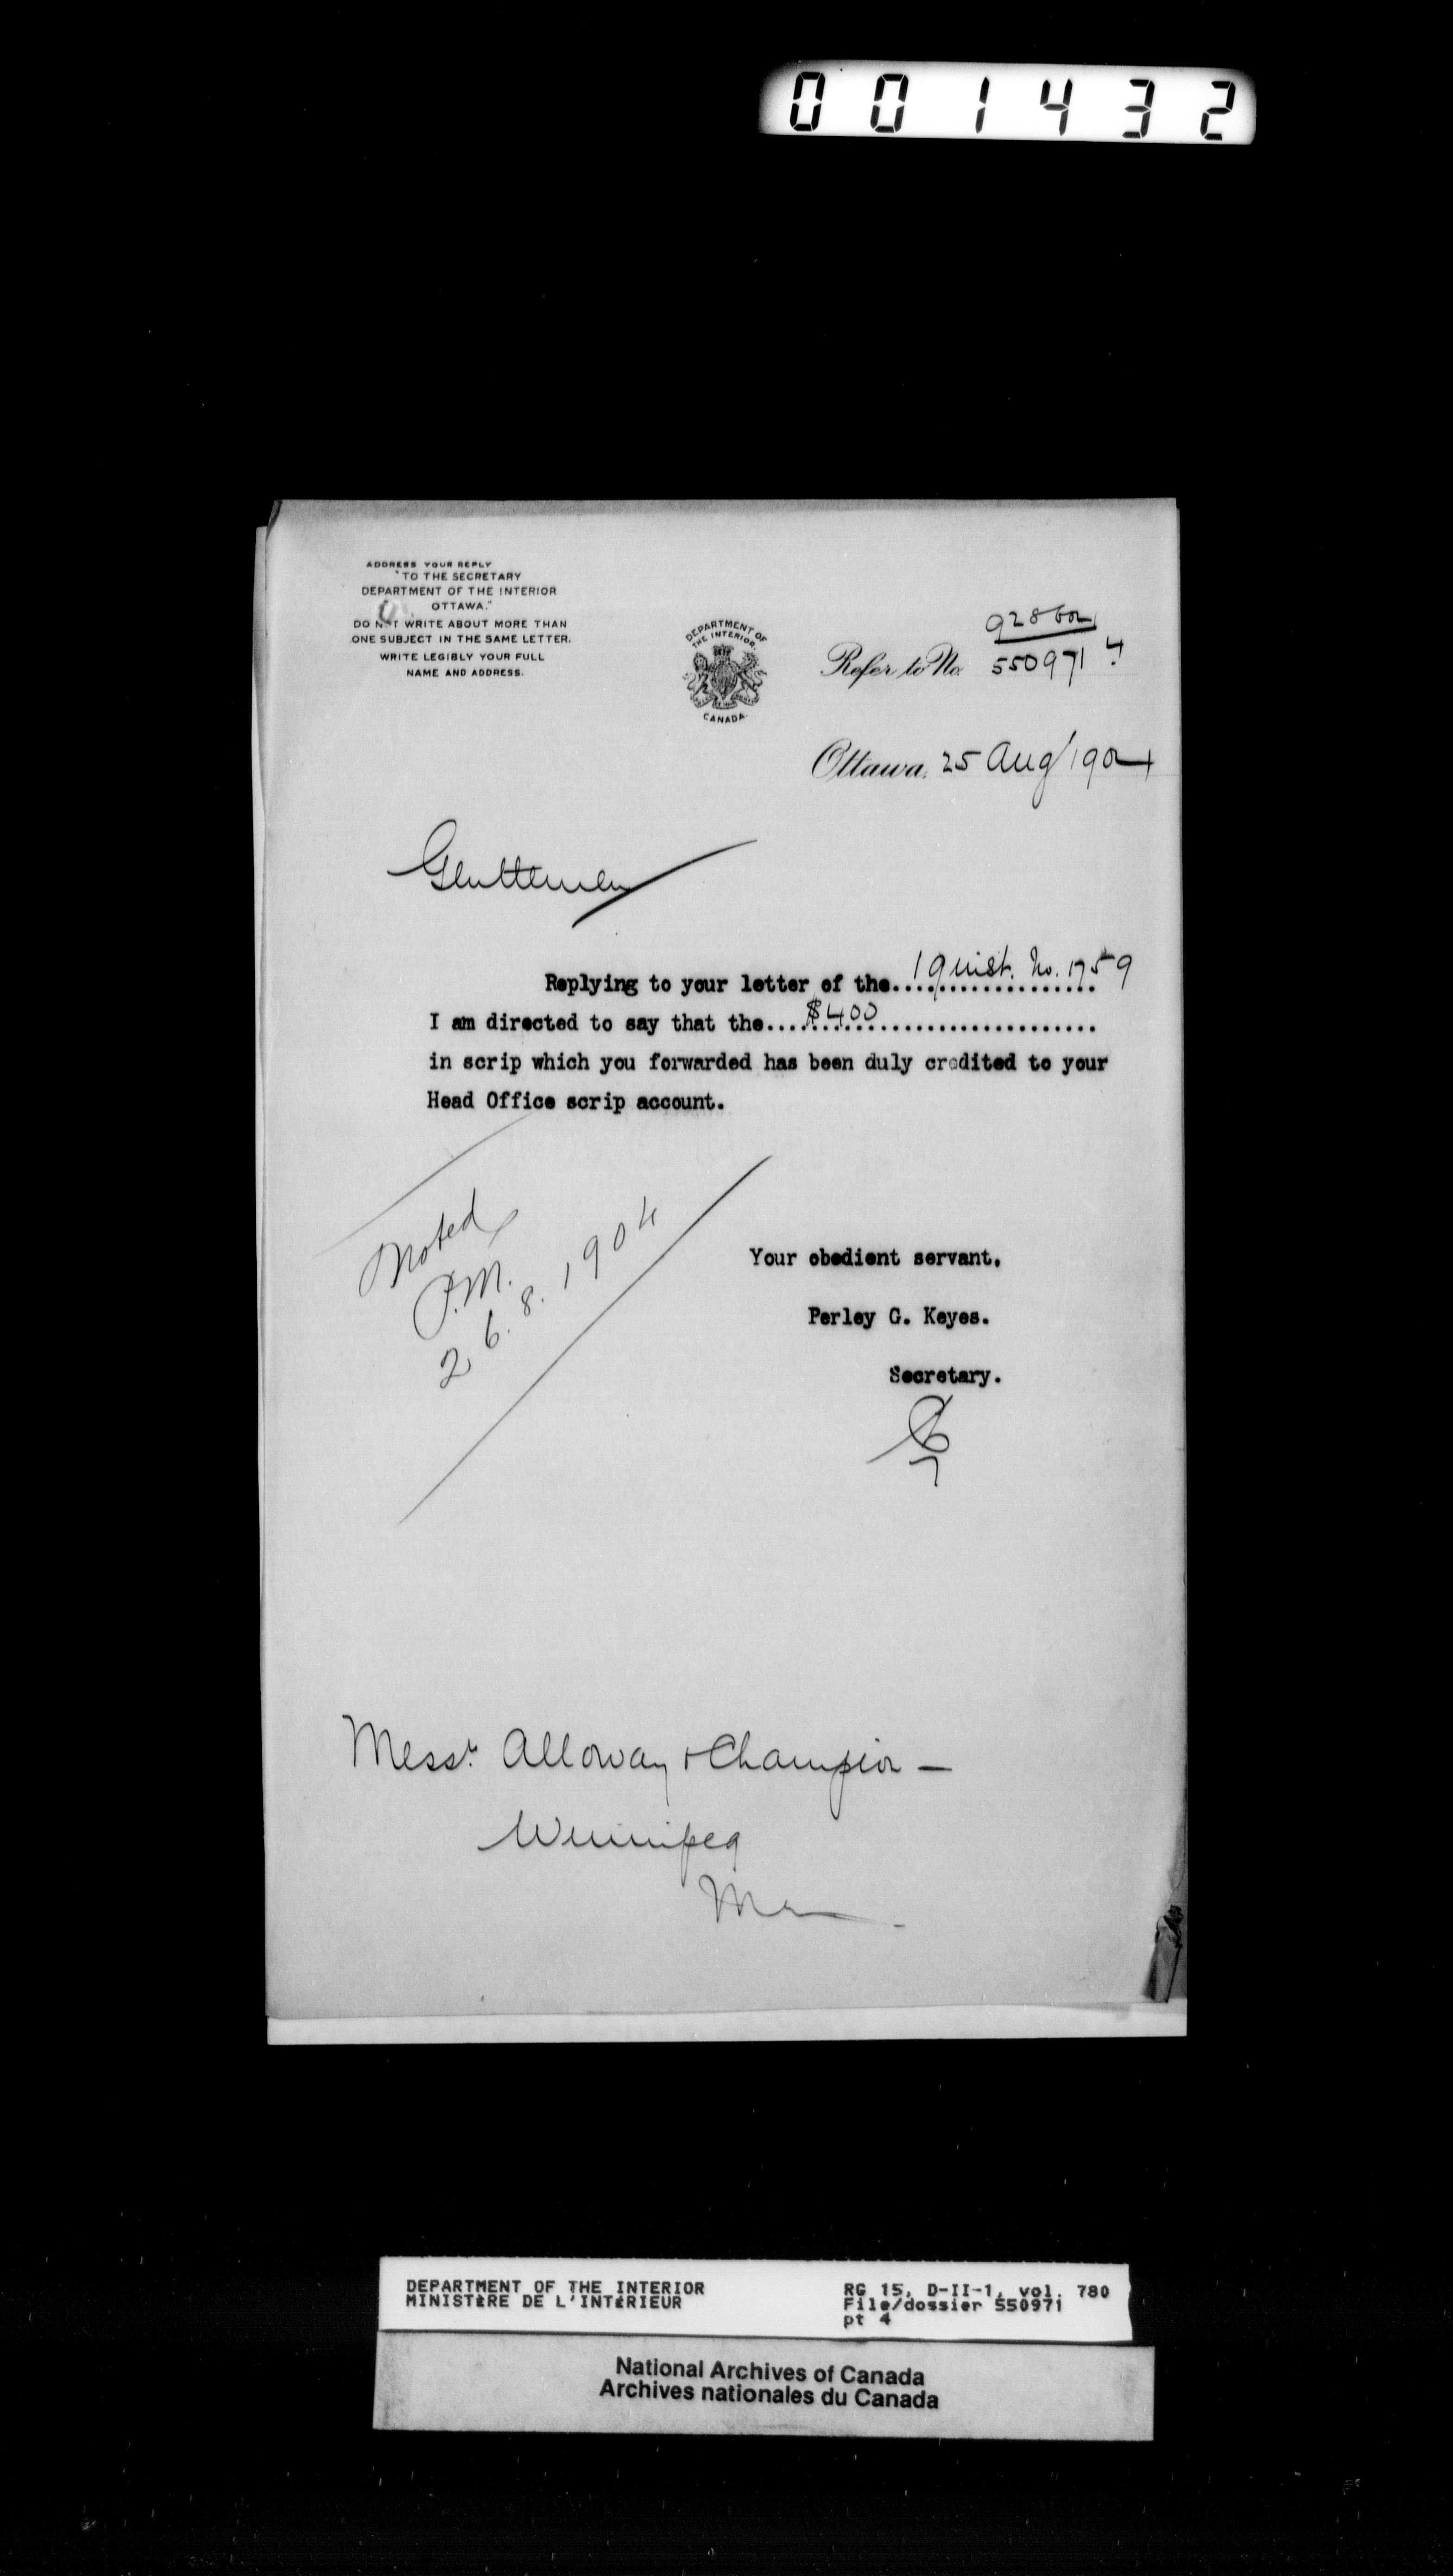 001432
ADDRESS YOUR REPLY
"TO THE SECRETARY
DEPARTMENT OF THE INTERIOR
OTTAWA."
DO NOT WRITE ABOUT MORE THAN
ONE SUBJECT IN THE SAME LETTER.
WRITE LEGIBLY YOUR FULL
NAME AND ADDRESS.
DEPARTMENT OF
THE INTERIOR.
CANADA.
Refer to No. 550971 4
Ottawa, 25 Aug 1904
Gentlemen
Replying to your letter of the.. 19 inst. No. 1759
I am directed to say that the....$400..............................
in scrip which you forwarded has been duly credited to your
Head Office scrip account.
Noted
P.M.
26.8.1904
Your obedient servant,
Perley G. Keyes.
Secretary.
Messrs. Alloway & Champion —
Winnipeg
Man
DEPARTMENT OF THE INTERIOR
MINISTÈRE DE L'INTÉRIEUR
RG 15, D-II-1, vol. 780
File/dossier 550971
pt 4
National Archives of Canada
Archives nationales du Canada